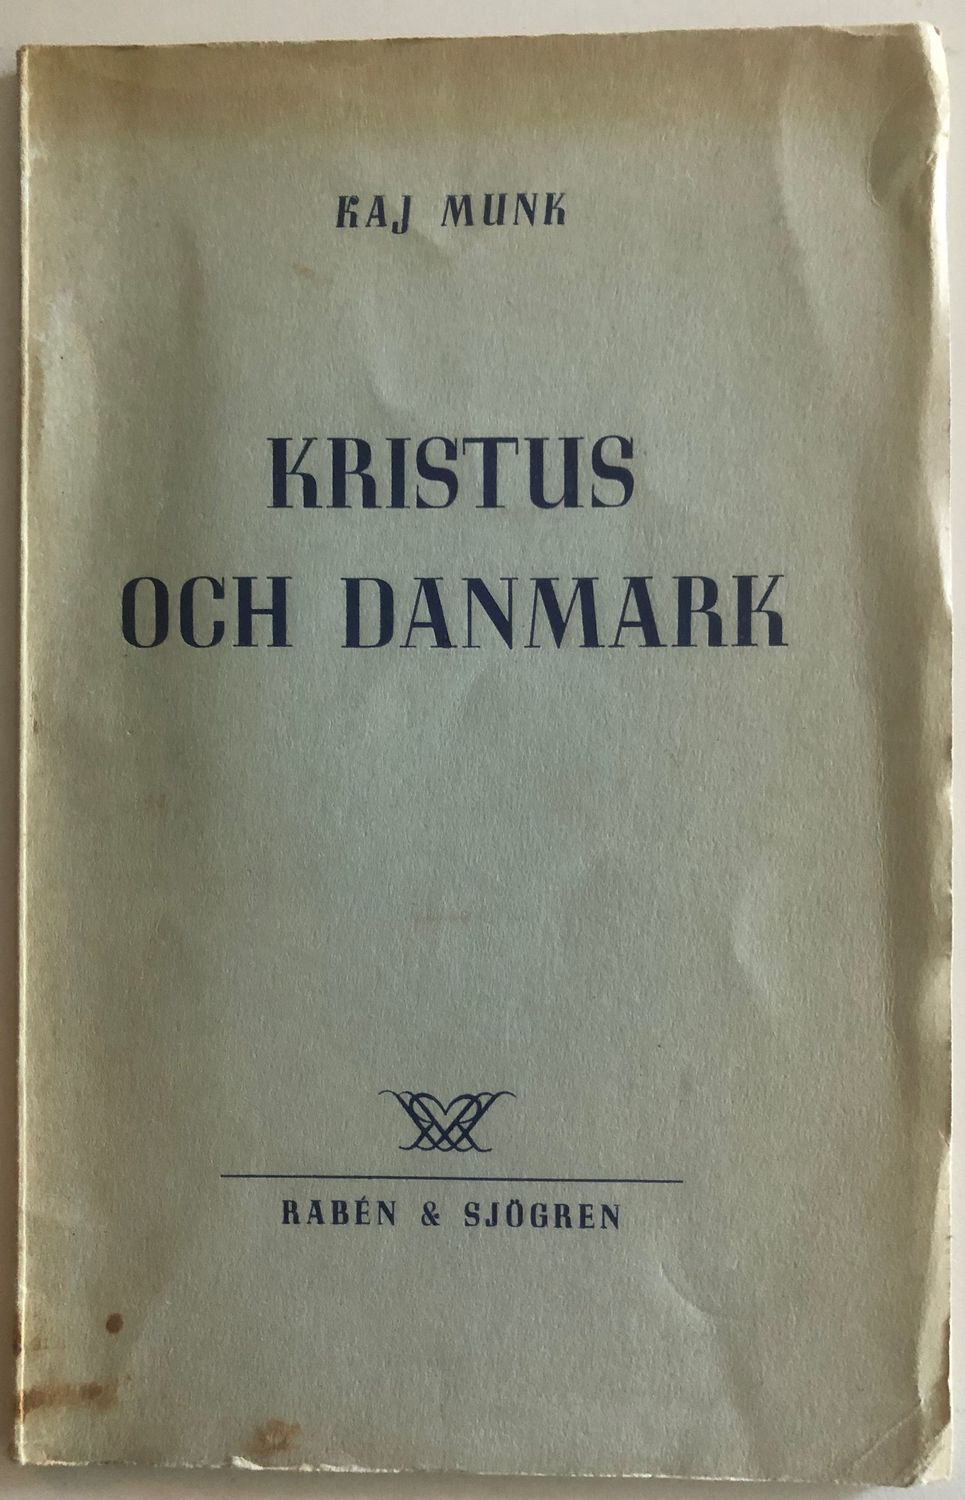 KAJ MUNK
KRISTUS
OCH DANMARK
RABÉN & SJÖGREN